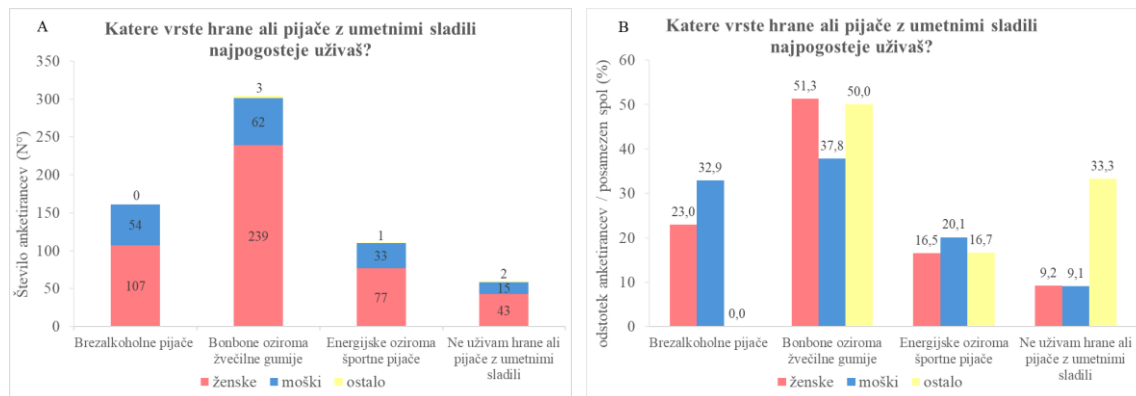 A
Katere vrste hrane ali pijače z umetnimi sladili
najpogosteje uživaš?
Število anketirancev (N°)
350
300
250
200
150
100
50
0
0
54
107
3
62
239
1
33
77
2
15
43
Brezalkoholne pijače
Bonbone oziroma
žvečilne gumije
Energijske oziroma
športne pijače
Ne uživam hrane ali
pijače z umetnimi
sladili
ženske moški ostalo
B
Katere vrste hrane ali pijače z umetnimi sladili
najpogosteje uživaš?
odstotek anketirancev / posamezen spol (%)
60
50
40
30
20
10
0
23,0
32,9
0,0
51,3
37,8
50,0
16,5
20,1
16,7
9,2
9,1
33,3
Brezalkoholne pijače
Bonbone oziroma
žvečilne gumije
Energijske oziroma
športne pijače
Ne uživam hrane ali
pijače z umetnimi
sladili
ženske moški ostalo